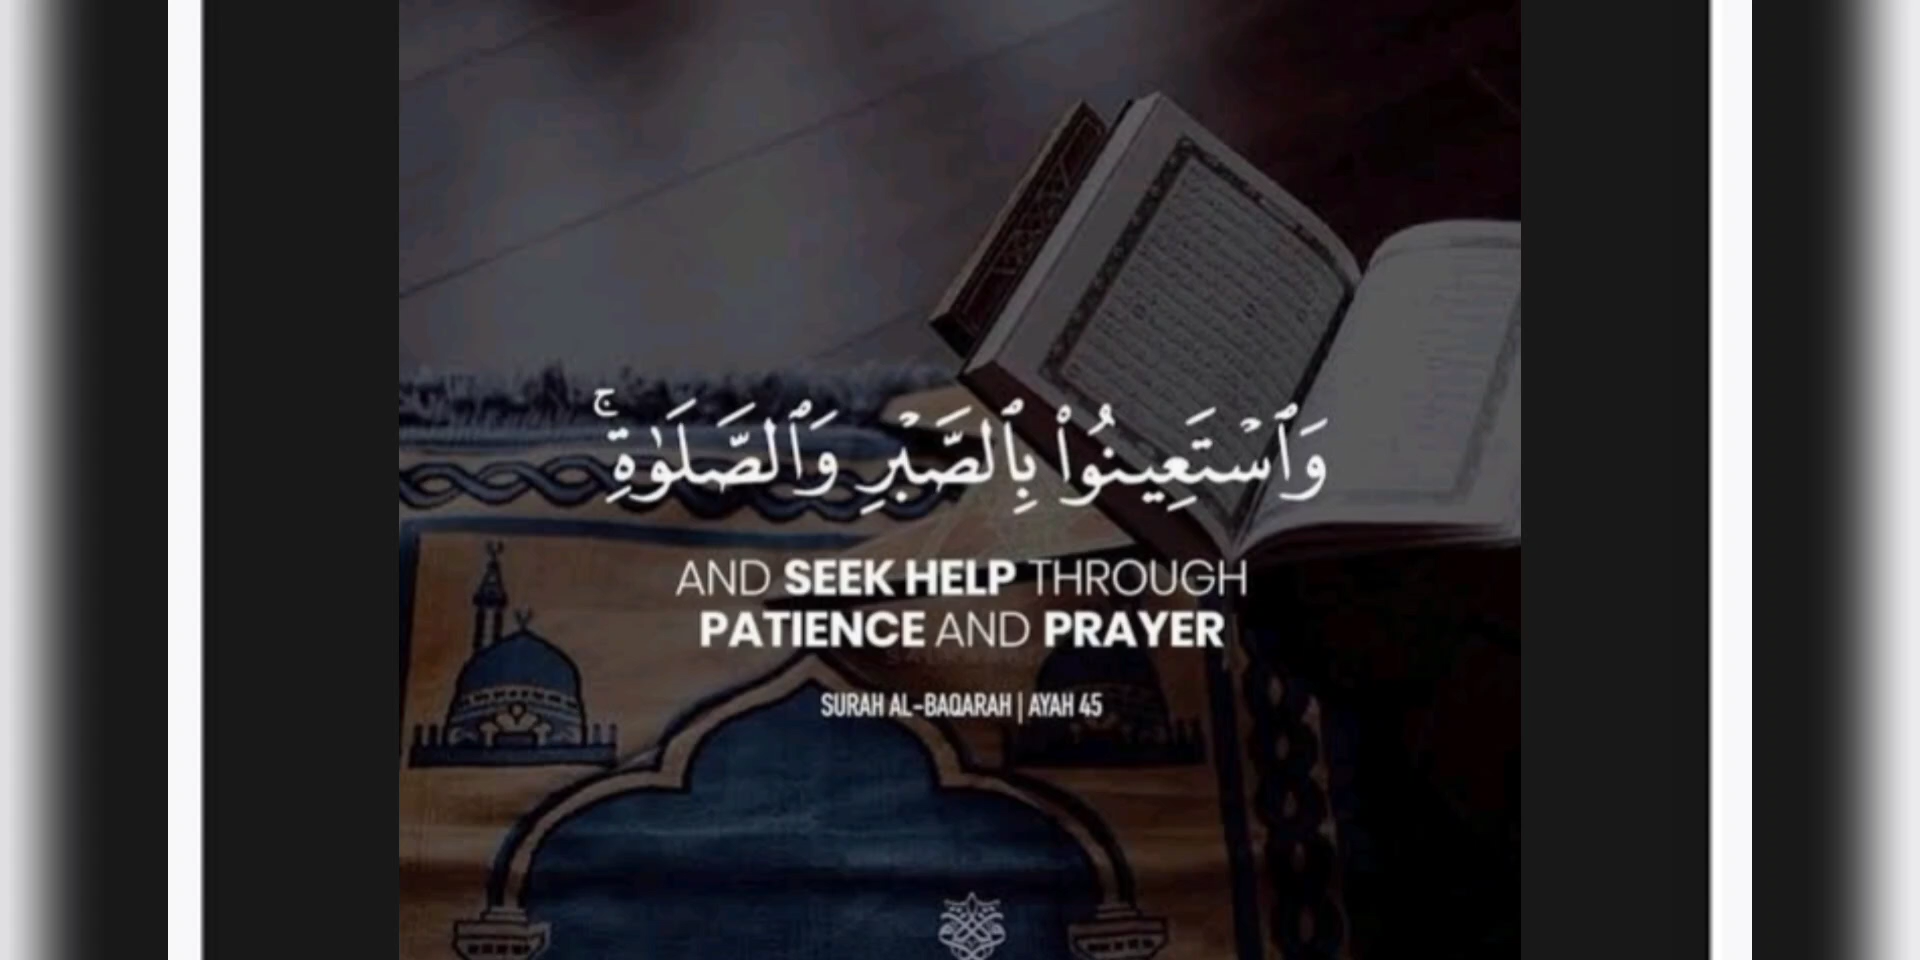 وَٱسْتَعِينُوا۟ بِٱلصَّبْرِ وَٱلصَّلَوٰةِ ۚ
AND SEEK HELP THROUGH
PATIENCE AND PRAYER
SURAH AL-BAQARAH | AYAH 45